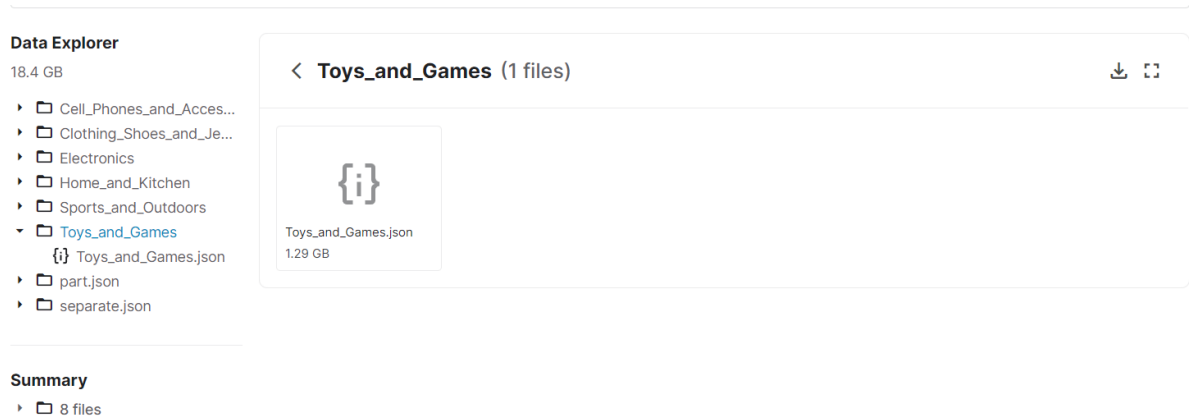 Data Explorer
18.4 GB
Cell_Phones_and_Acces...
Clothing_Shoes_and_Je...
Electronics
Home_and_Kitchen
Sports_and_Outdoors
Toys_and_Games
{i} Toys_and_Games.json
part.json
separate.json
Summary
8 files
< Toys_and_Games (1 files)
{i}
Toys_and_Games.json
1.29 GB